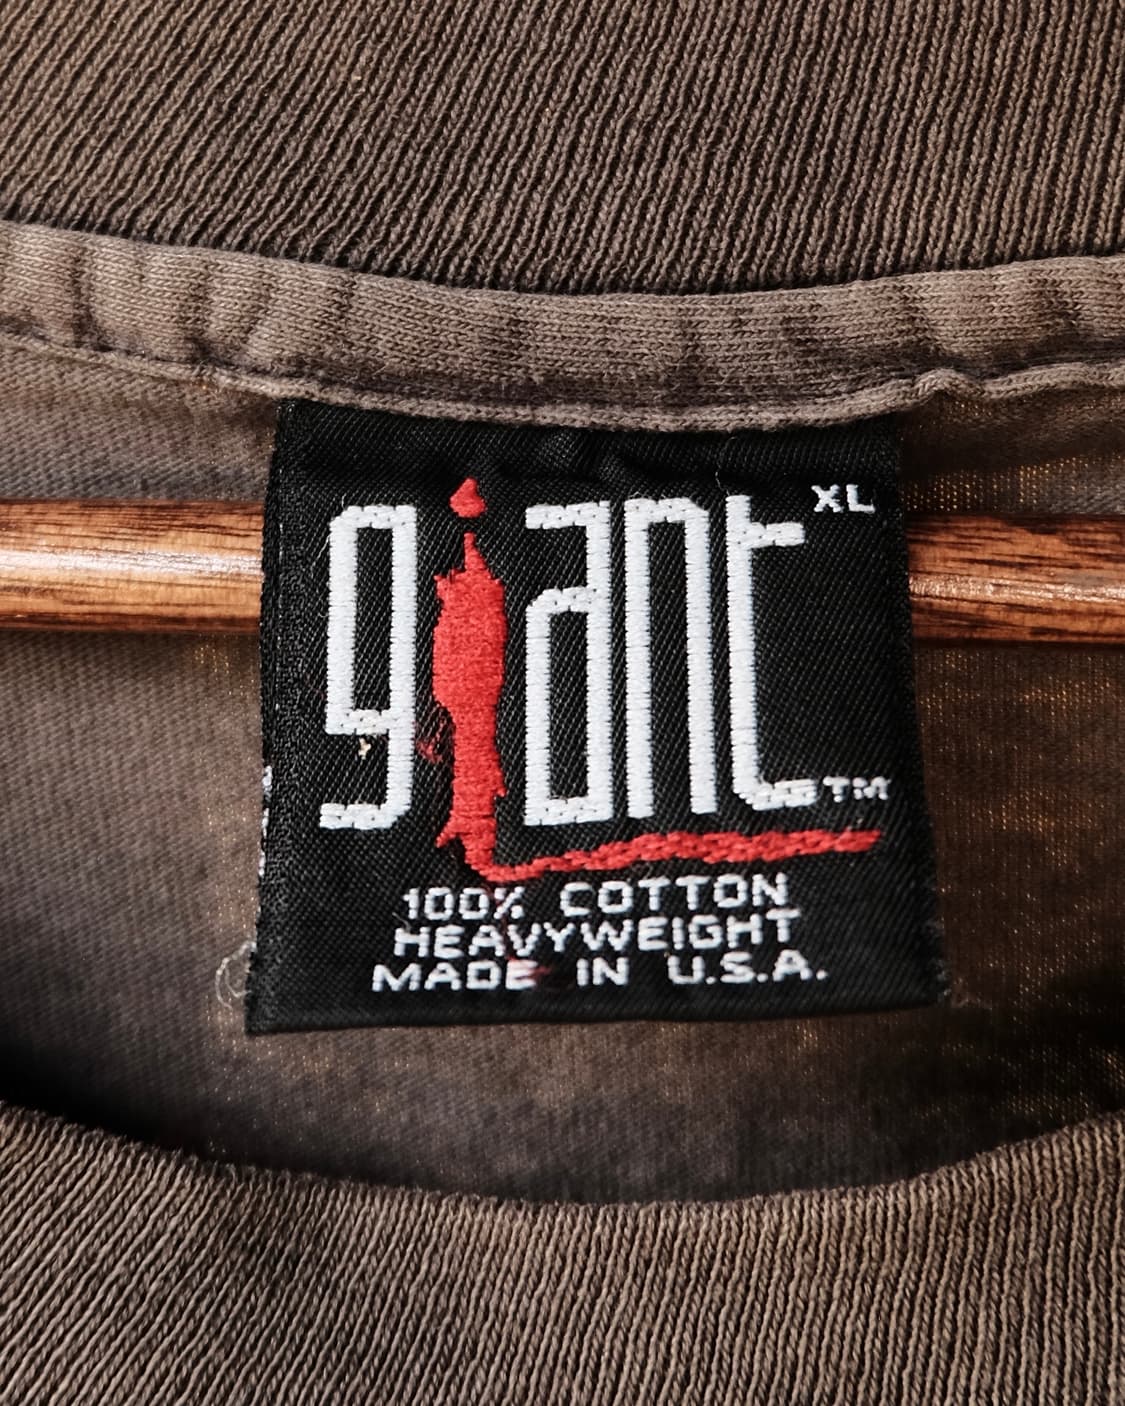 XL
giant
TM
100% COTTON
HEAVYWEIGHT
MADE IN U.S.A.